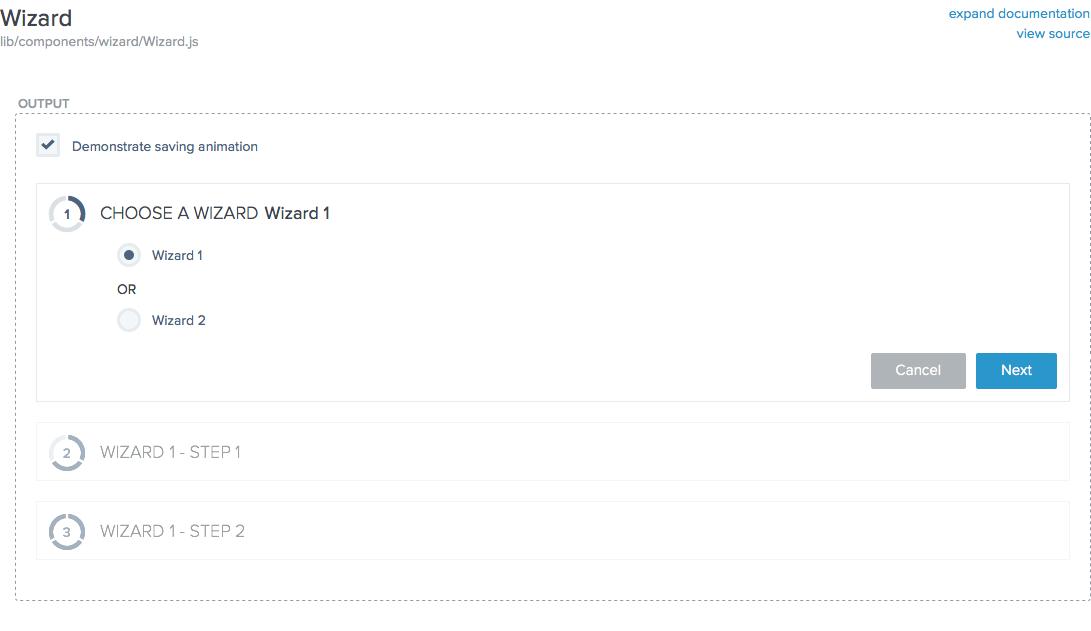 Wizard
expand documentation
lib/components/wizard/Wizard.js
view source
OUTPUT
Demonstrate saving animation
1 CHOOSE A WIZARD Wizard 1
Wizard 1
OR
Wizard 2
Cancel Next
2 WIZARD 1 - STEP 1
3 WIZARD 1 - STEP 2